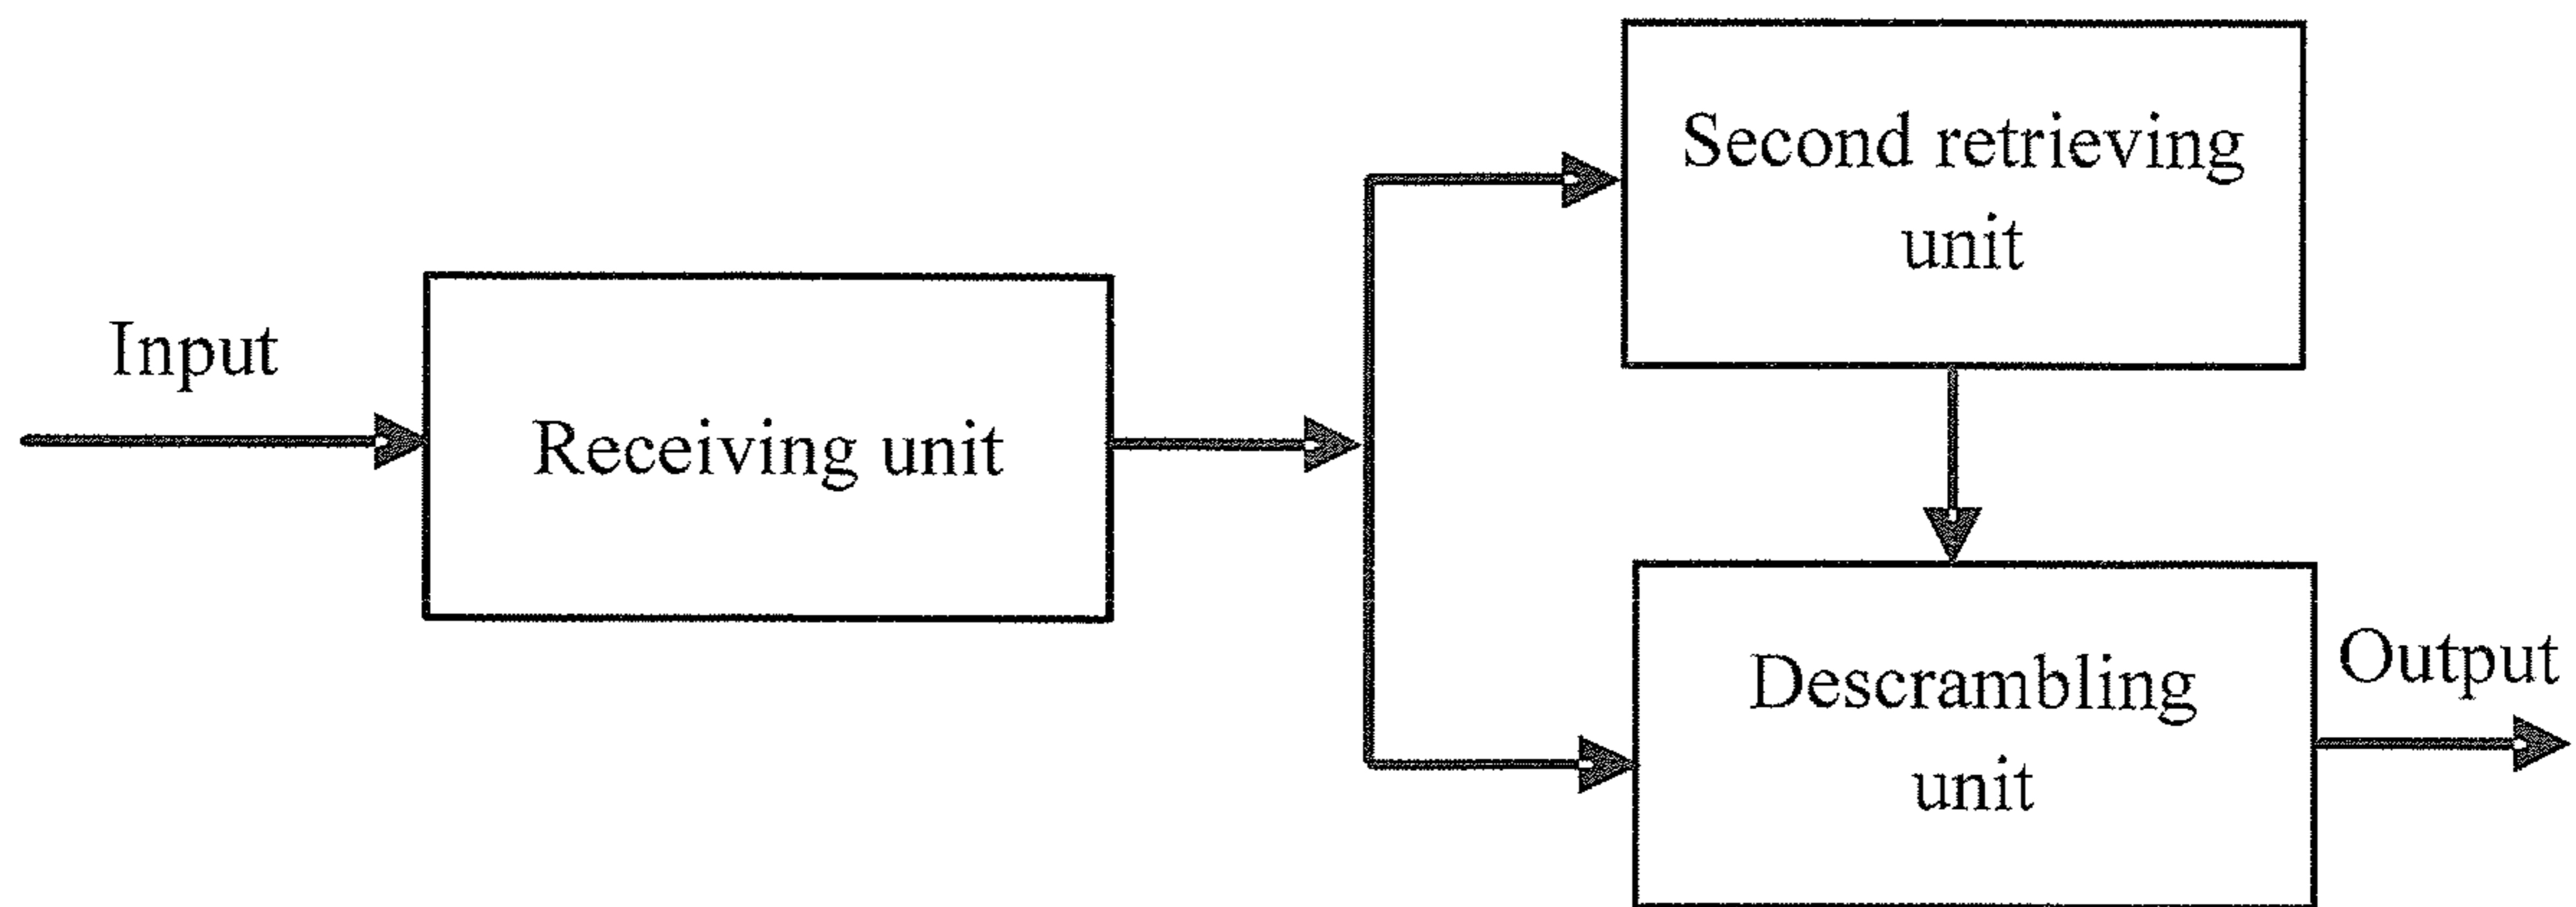 Input
Receiving unit
Second retrieving
unit
Descrambling
unit
Output